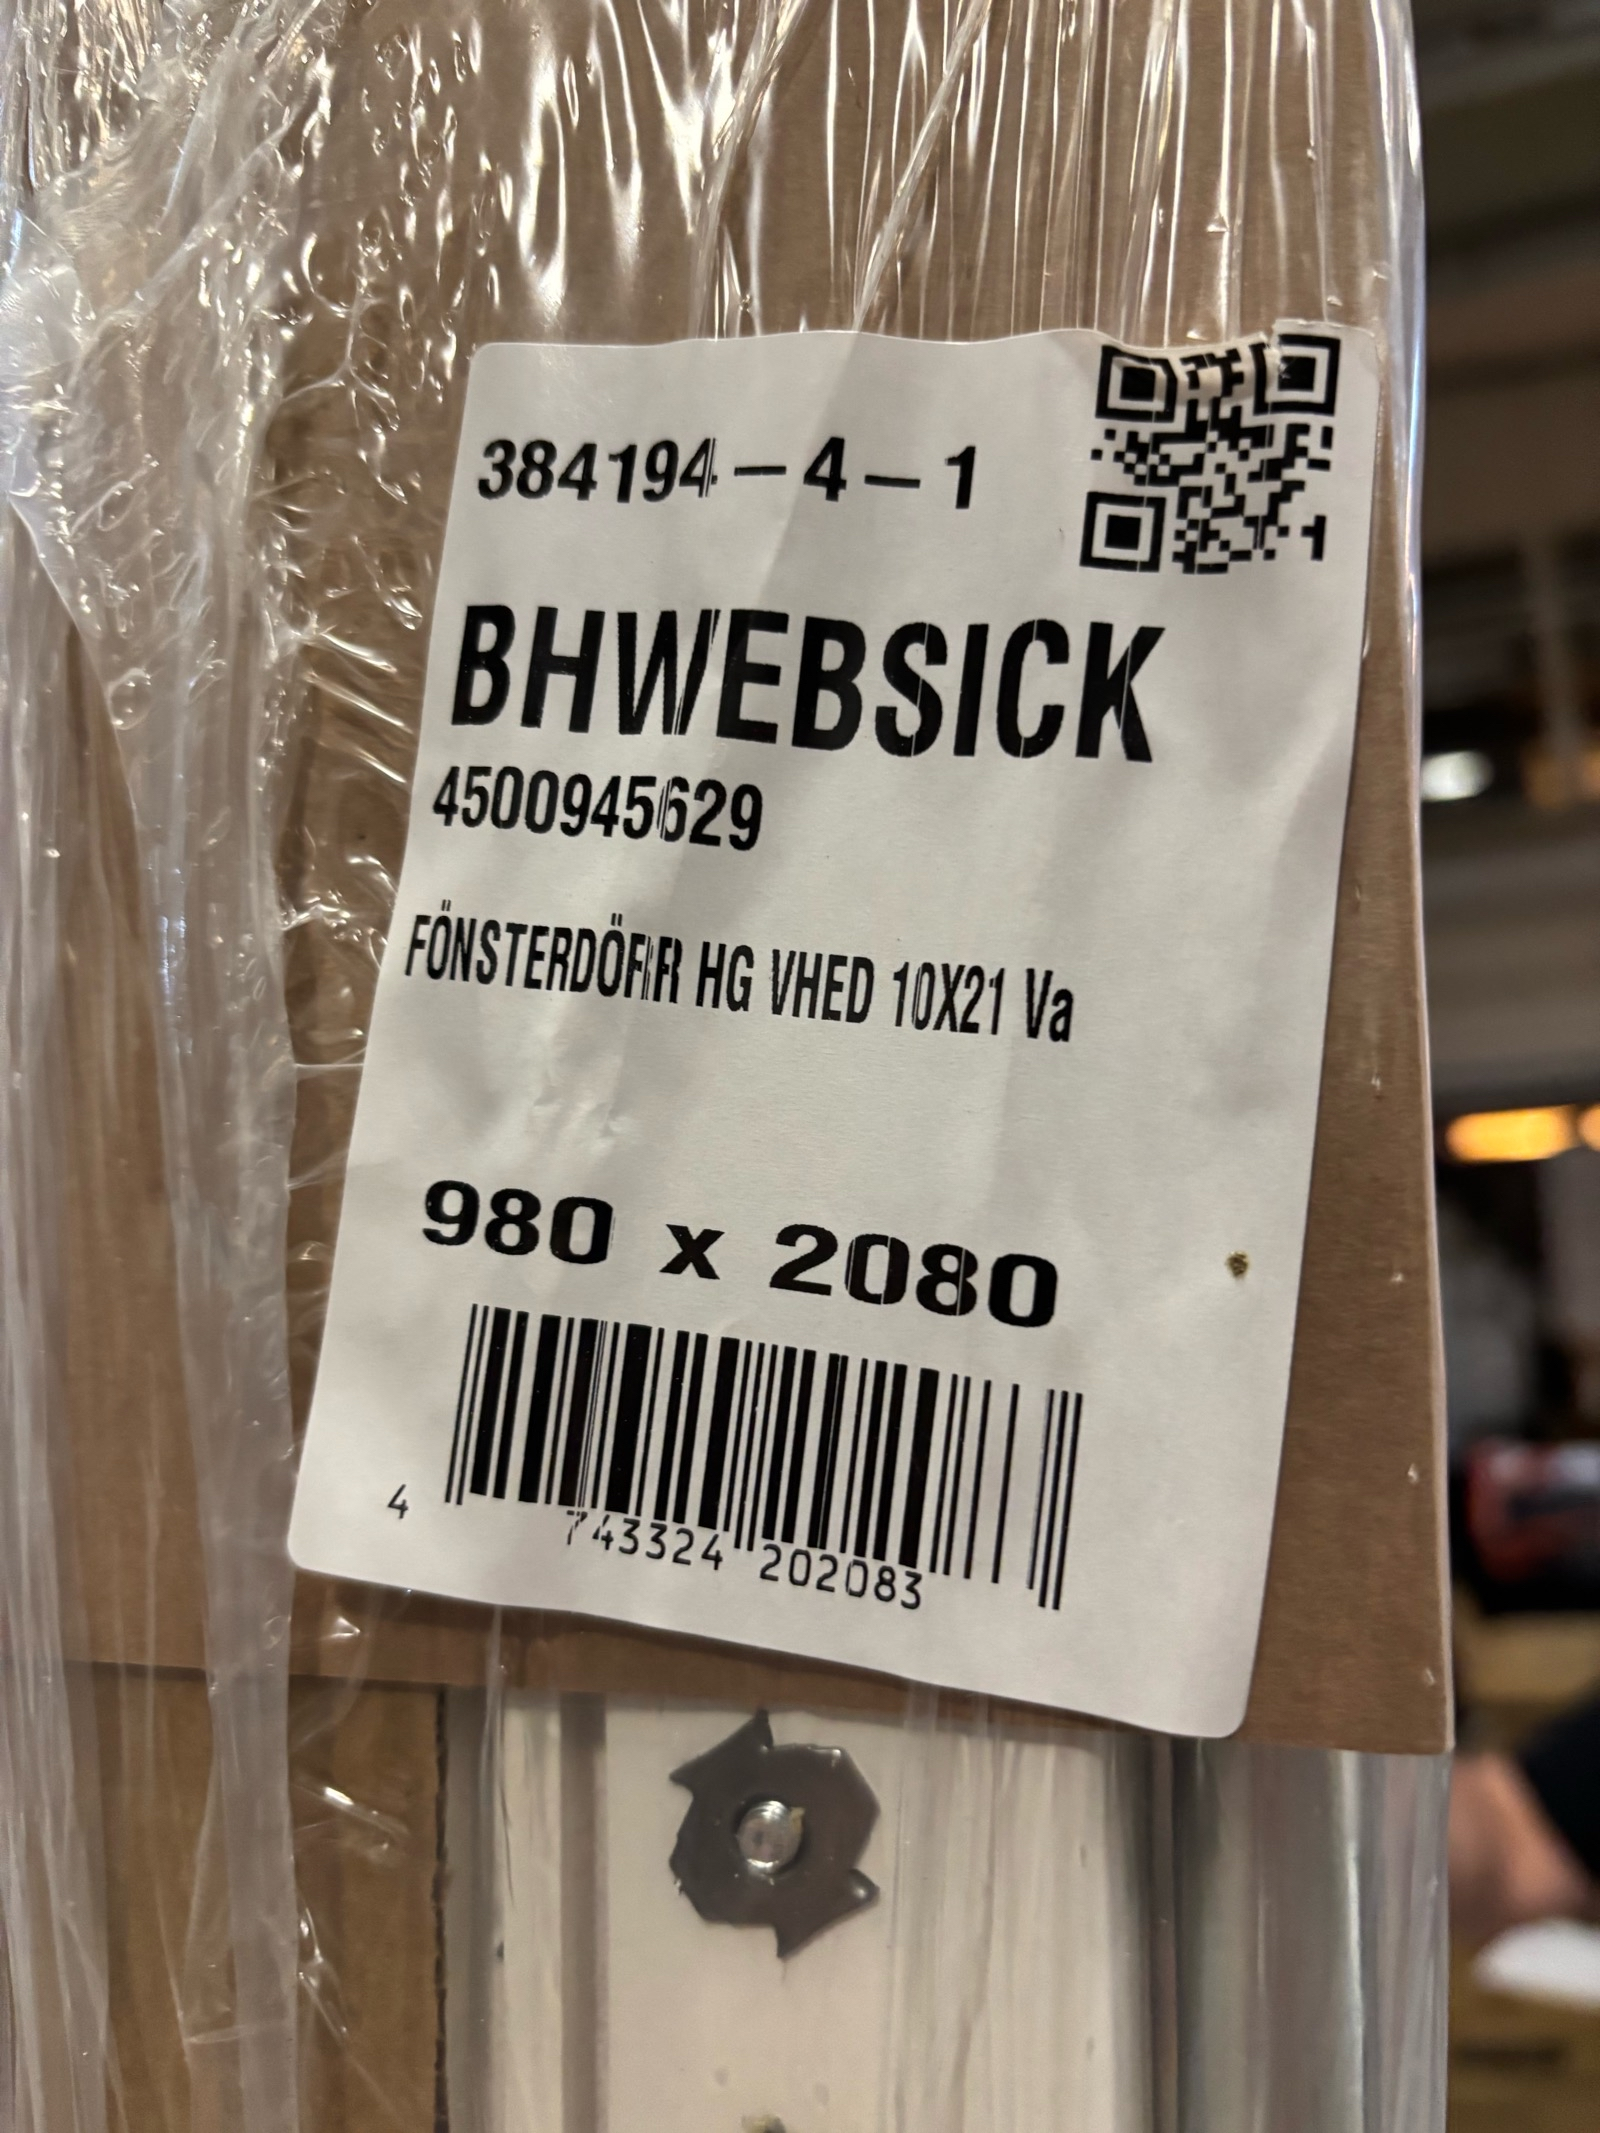 384194-4-1
BHWEBSICK
4500945629
FÖNSTERDÖRR HG VHED 10X21 Va
980 x 2080
4 743324 202083